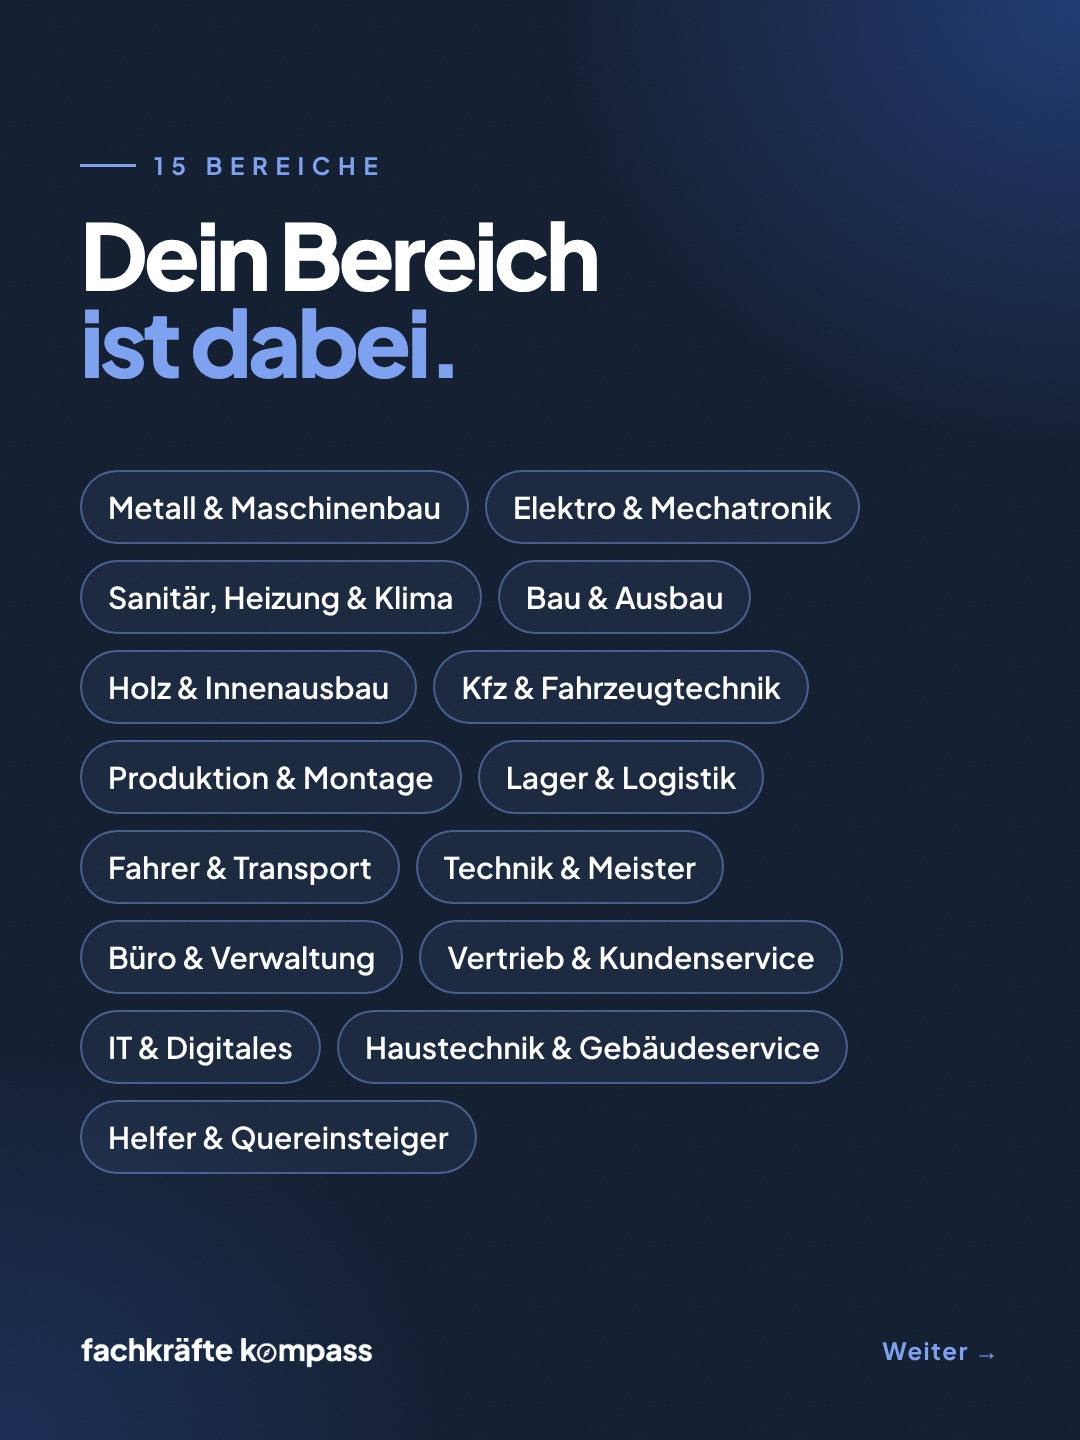 15 BEREICHE
Dein Bereich
ist dabei.
Metall & Maschinenbau
Elektro & Mechatronik
Sanitär, Heizung & Klima
Bau & Ausbau
Holz & Innenausbau
Kfz & Fahrzeugtechnik
Produktion & Montage
Lager & Logistik
Fahrer & Transport
Technik & Meister
Büro & Verwaltung
Vertrieb & Kundenservice
IT & Digitales
Haustechnik & Gebäudeservice
Helfer & Quereinsteiger
fachkräfte kompass
Weiter →